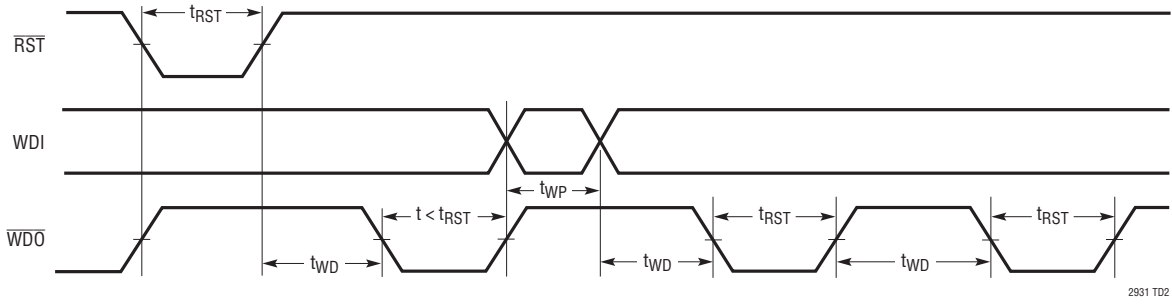 tRST
RST
WDI
tWP
t < tRST
tRST
tRST
WDO
tWD
tWD
tWD
2931 TD2